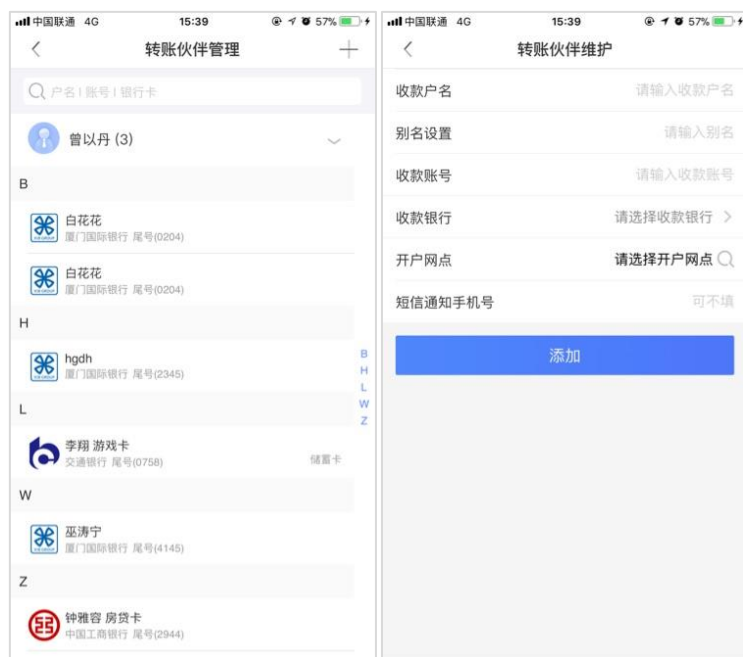 中国联通 4G 15:39 57%
转账伙伴管理
户名 | 账号 | 银行卡
曾以丹 (3)
B
白花花
厦门国际银行 尾号(0204)
白花花
厦门国际银行 尾号(0204)
H
hgdh
厦门国际银行 尾号(2345)
L
李翔 游戏卡
交通银行 尾号(0758)
储蓄卡
W
巫涛宁
厦门国际银行 尾号(4145)
Z
钟雅容 房贷卡
中国工商银行 尾号(2944)
B
H
L
W
Z
中国联通 4G 15:39 57%
转账伙伴维护
收款户名 请输入收款户名
别名设置 请输入别名
收款账号 请输入收款账号
收款银行 请选择收款银行
开户网点 请选择开户网点
短信通知手机号 可不填
添加